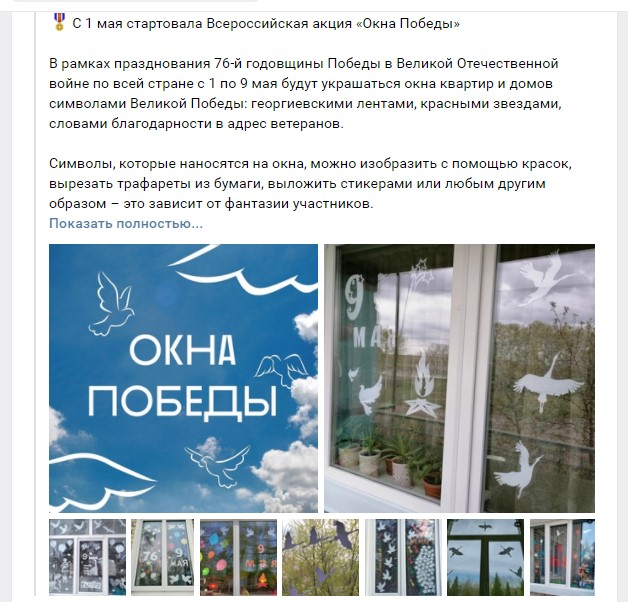 С 1 мая стартовала Всероссийская акция «Окна Победы»
В рамках празднования 76-й годовщины Победы в Великой Отечественной
войне по всей стране с 1 по 9 мая будут украшаться окна квартир и домов
символами Великой Победы: георгиевскими лентами, красными звездами,
словами благодарности в адрес ветеранов.
Символы, которые наносятся на окна, можно изобразить с помощью красок,
вырезать трафареты из бумаги, выложить стикерами или любым другим
образом – это зависит от фантазии участников.
Показать полностью...
ОКНА
ПОБЕДЫ
9
МАЯ
9
76
9
МАЯ
9
МАЯ